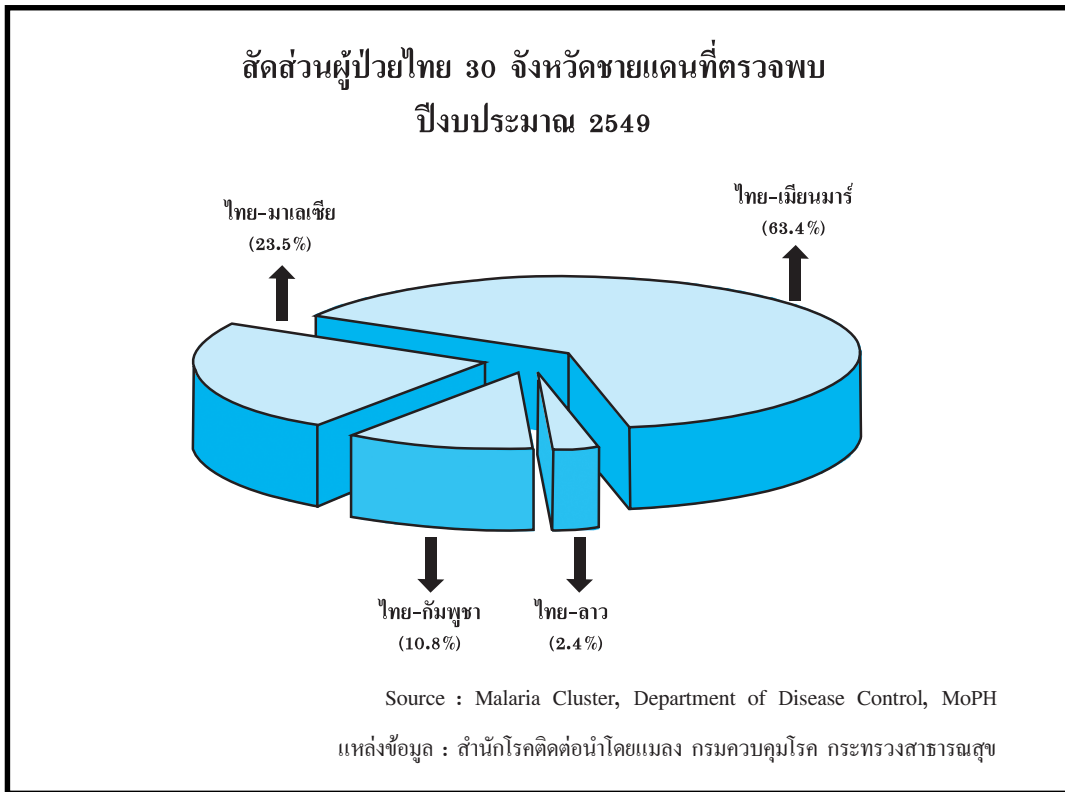 สัดส่วนผู้ป่วยไทย 30 จังหวัดชายแดนที่ตรวจพบ
ปีงบประมาณ 2549
ไทย-เมียนมาร์
(63.4%)
ไทย-มาเลเซีย
(23.5%)
ไทย-กัมพูชา
(10.8%)
ไทย-ลาว
(2.4%)
Source : Malaria Cluster, Department of Disease Control, MoPH
แหล่งข้อมูล : สำนักโรคติดต่อนำโดยแมลง กรมควบคุมโรค กระทรวงสาธารณสุข